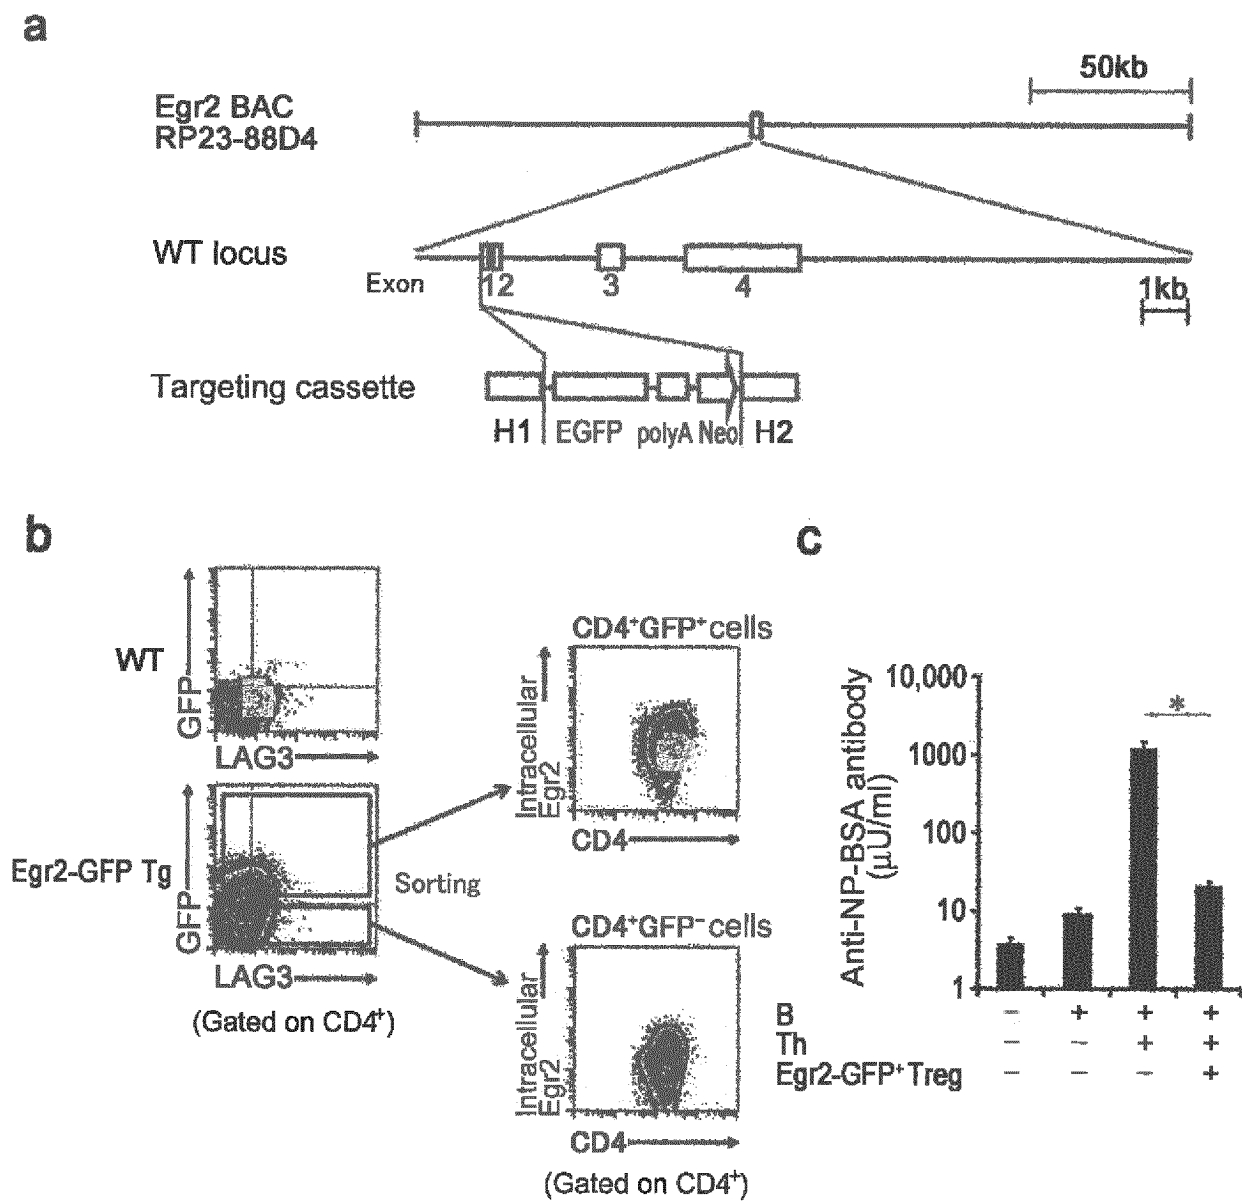 a
50kb
Egr2 BAC
RP23-88D4
WT locus
Exon
12
3
4
1kb
Targeting cassette
H1
EGFP
polyA
Neo
H2
b
WT
GFP
LAG3
Egr2-GFP Tg
GFP
LAG3
(Gated on CD4⁺)
Sorting
CD4⁺GFP⁺cells
Intracellular
Egr2
CD4
CD4⁺GFP⁻cells
Intracellular
Egr2
CD4
(Gated on CD4⁺)
c
Anti-NP-BSA antibody
(μU/ml)
10,000
1000
100
10
1
*
B − + + +
Th − − + +
Egr2-GFP⁺Treg − − − +